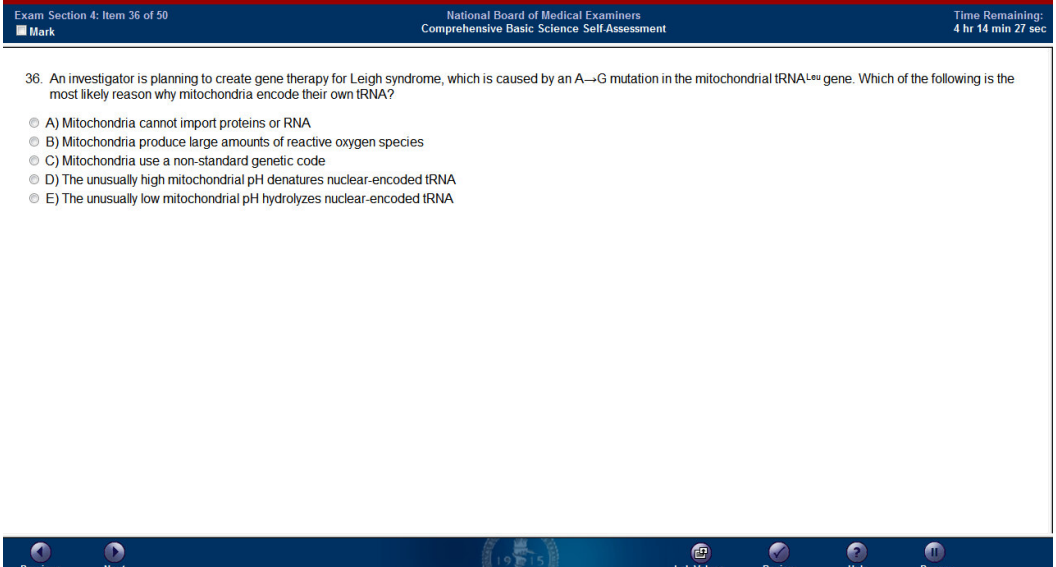 Exam Section 4: Item 36 of 50
National Board of Medical Examiners
Time Remaining:
Mark
Comprehensive Basic Science Self-Assessment
4 hr 14 min 27 sec
36. An investigator is planning to create gene therapy for Leigh syndrome, which is caused by an A→G mutation in the mitochondrial tRNAᴸᵉᵘ gene. Which of the following is the
most likely reason why mitochondria encode their own tRNA?
A) Mitochondria cannot import proteins or RNA
B) Mitochondria produce large amounts of reactive oxygen species
C) Mitochondria use a non-standard genetic code
D) The unusually high mitochondrial pH denatures nuclear-encoded tRNA
E) The unusually low mitochondrial pH hydrolyzes nuclear-encoded tRNA
1915